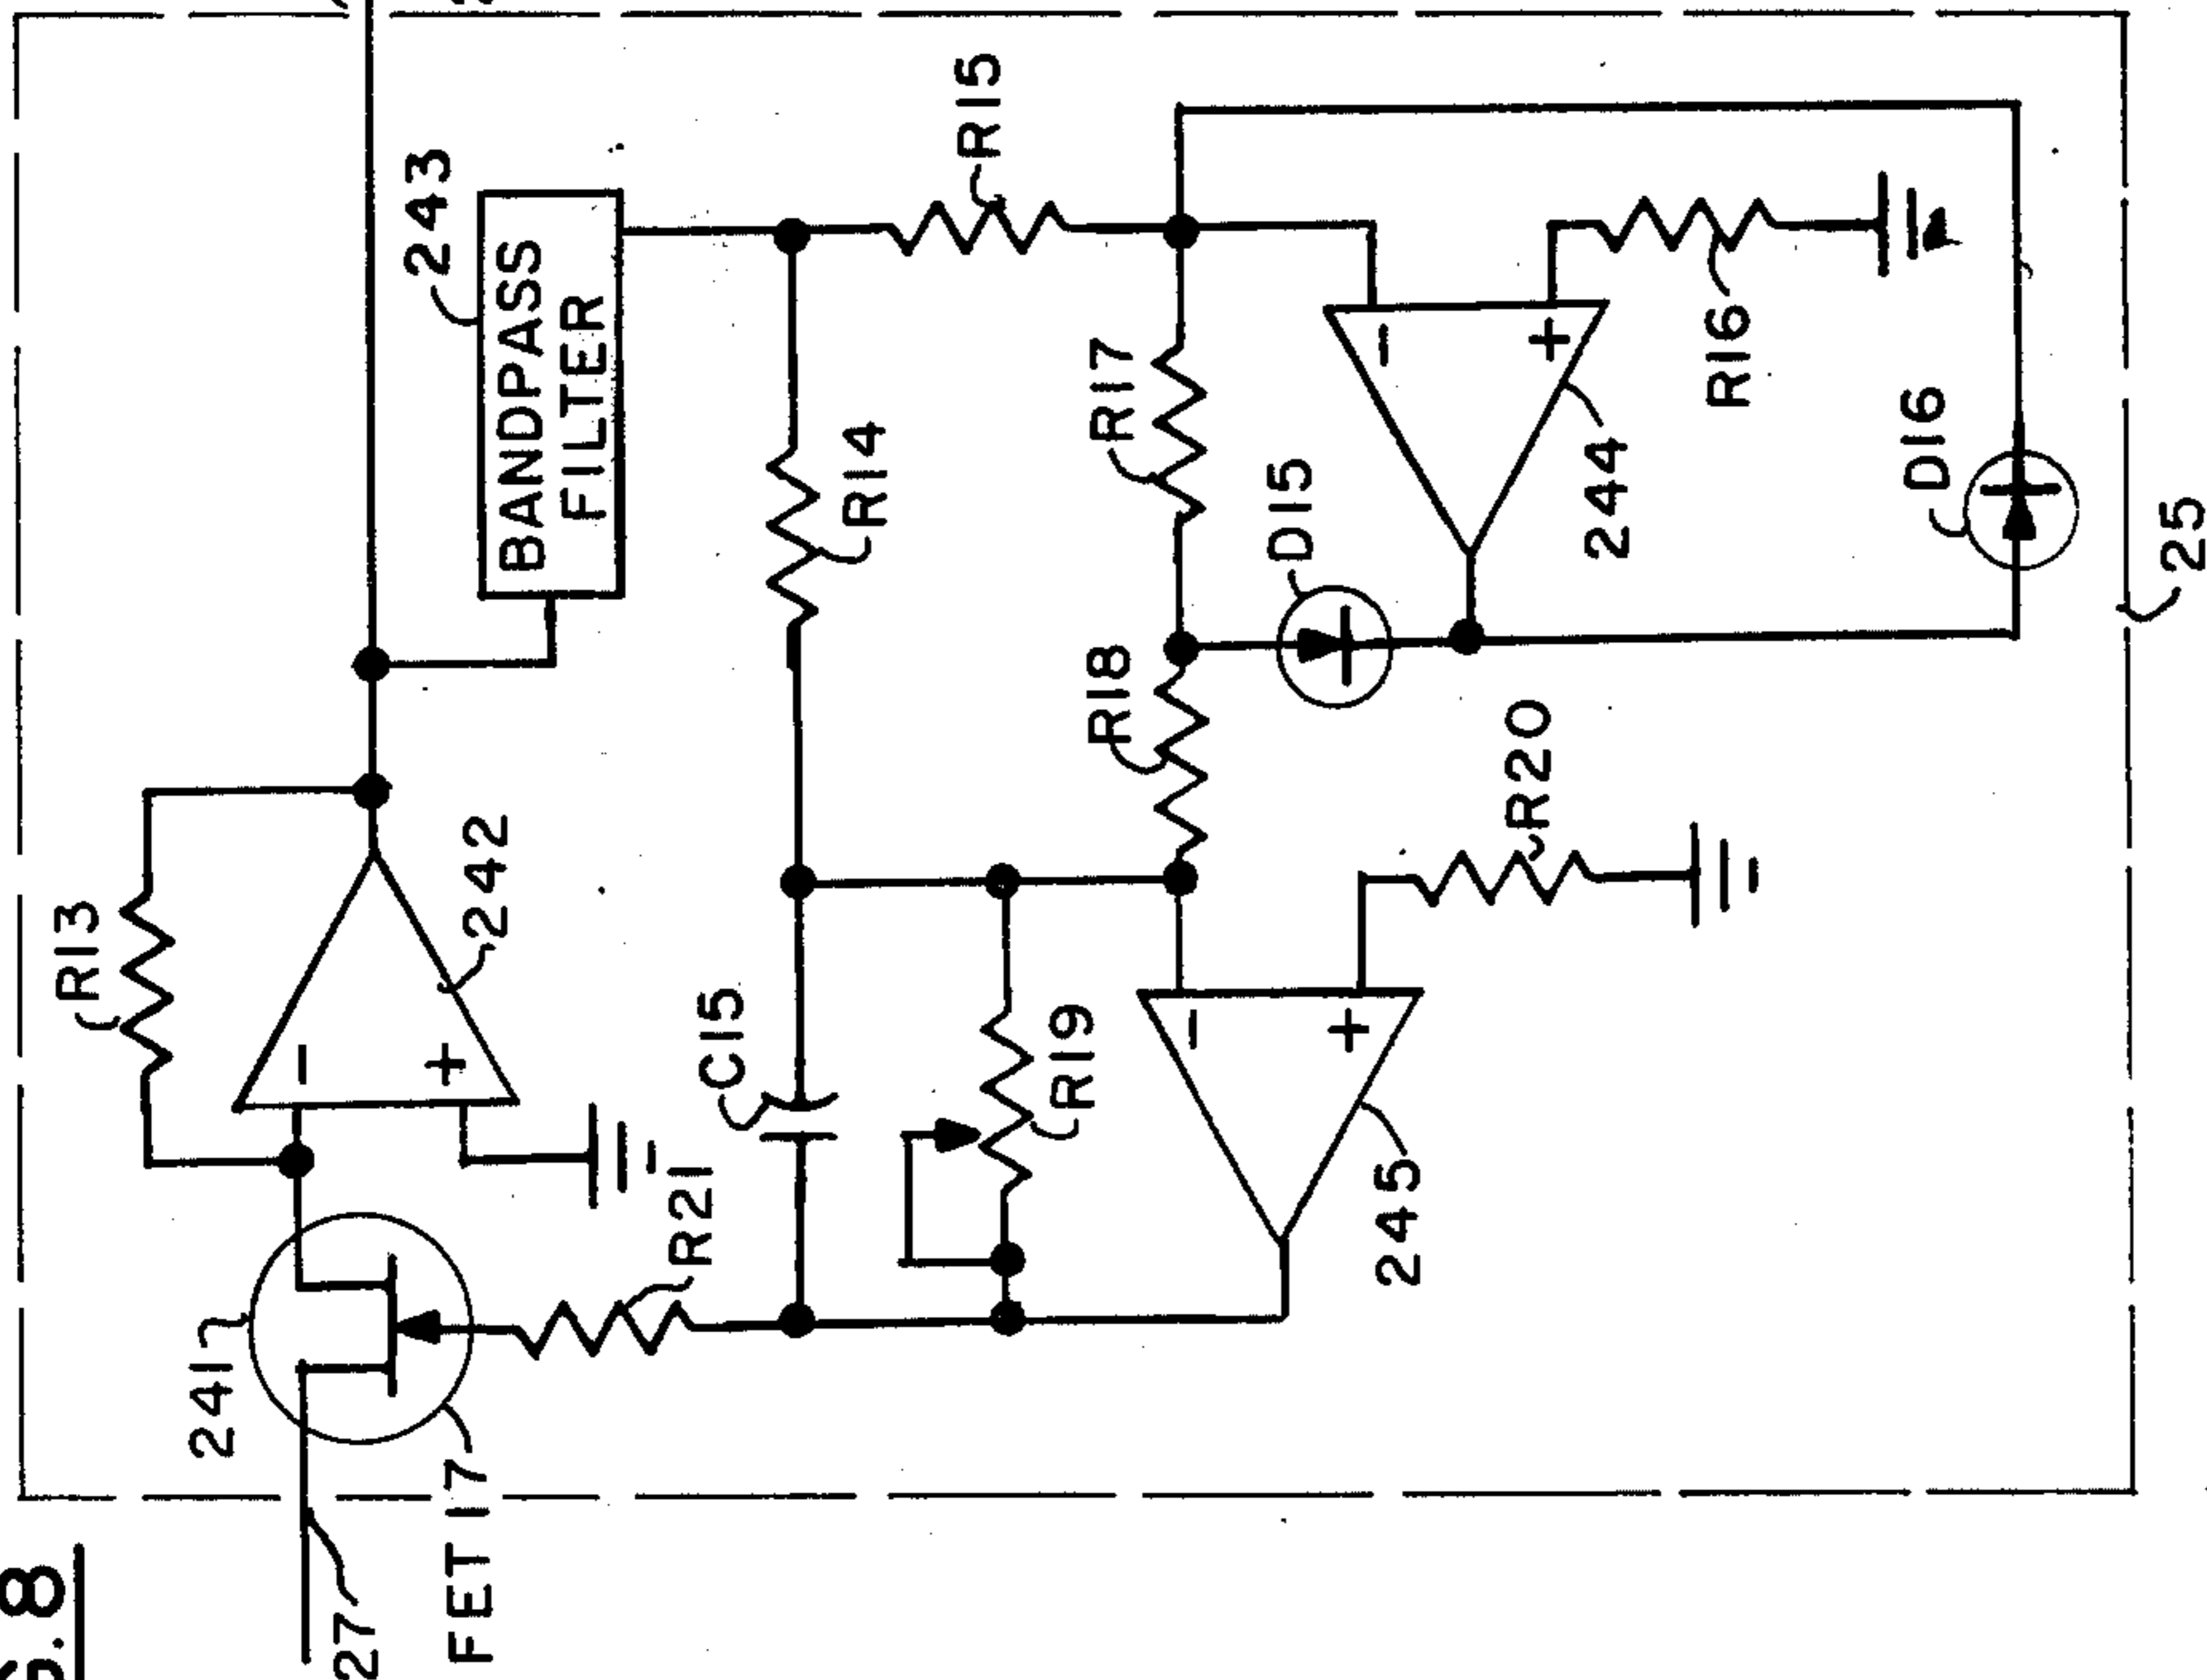 R13
242
243
BANDPASS
FILTER
R15
241
27
FET 17
R21
C15
R14
R19
R18
R17
D15
244
R16
D16
245
R20
25
.8
-
+
-
+
-
+